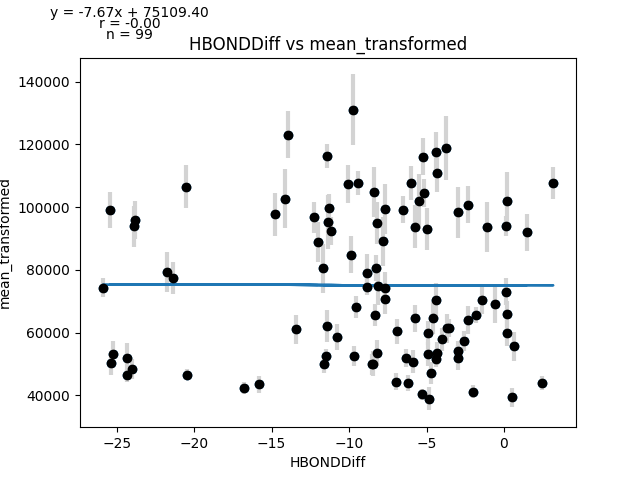 y = -7.67x + 75109.40
r = -0.00
n = 99
HBONDDiff vs mean_transformed
140000
120000
100000
80000
60000
40000
mean_transformed
−25
−20
−15
−10
−5
0
HBONDDiff